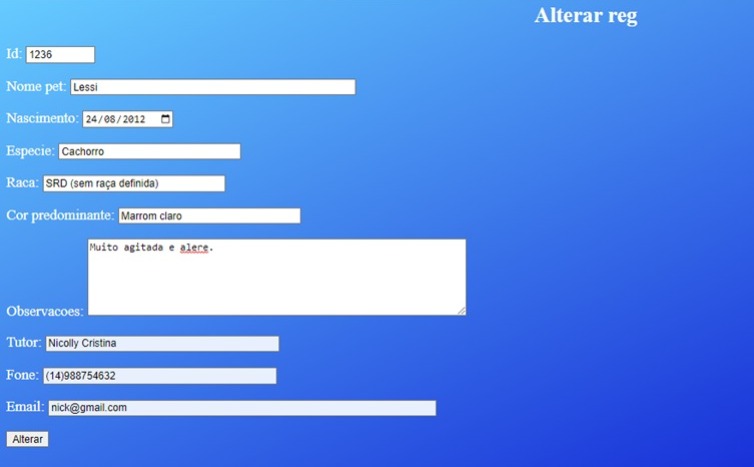 Alterar reg
Id: 1236
Nome pet: Lessi
Nascimento: 24/08/2012
Especie: Cachorro
Raca: SRD (sem raça definida)
Cor predominante: Marrom claro
Muito agitada e alere.
Observacoes:
Tutor: Nicolly Cristina
Fone: (14)988754632
Email: nick@gmail.com
Alterar